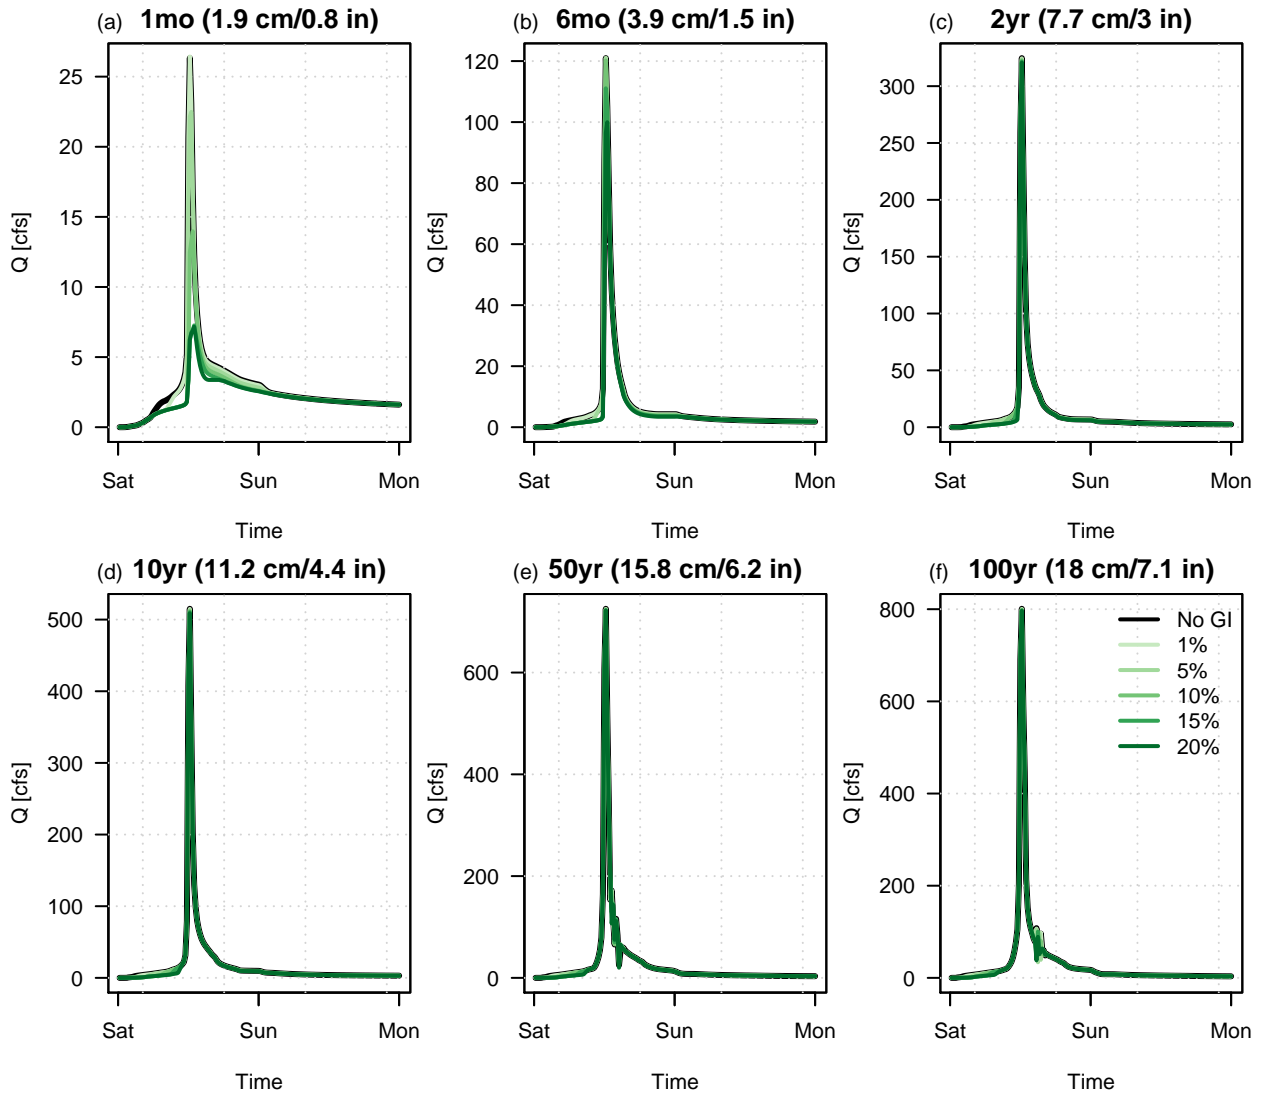 (a) 1mo (1.9 cm/0.8 in)
Q [cfs]
25
20
15
10
5
0
Sat Sun Mon
Time
(b) 6mo (3.9 cm/1.5 in)
Q [cfs]
120
100
80
60
40
20
0
Sat Sun Mon
Time
(c) 2yr (7.7 cm/3 in)
Q [cfs]
300
250
200
150
100
50
0
Sat Sun Mon
Time
(d) 10yr (11.2 cm/4.4 in)
Q [cfs]
500
400
300
200
100
0
Sat Sun Mon
Time
(e) 50yr (15.8 cm/6.2 in)
Q [cfs]
600
400
200
0
Sat Sun Mon
Time
(f) 100yr (18 cm/7.1 in)
Q [cfs]
800
600
400
200
0
No GI
1%
5%
10%
15%
20%
Sat Sun Mon
Time